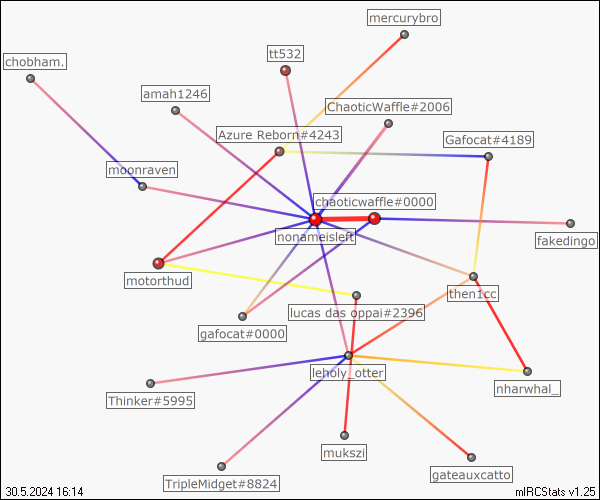 mercurybro
tt532
chobham.
amah1246
ChaoticWaffle#2006
Azure Reborn#4243
Gafocat#4189
moonraven
chaoticwaffle#0000
nonameisleft
fakedingo
motorthud
then1cc
lucas das oppai#2396
gafocat#0000
leholy_otter
nharwhal_
Thinker#5995
mukszi
gateauxcatto
TripleMidget#8824
30.5.2024 16:14
mIRCStats v1.25